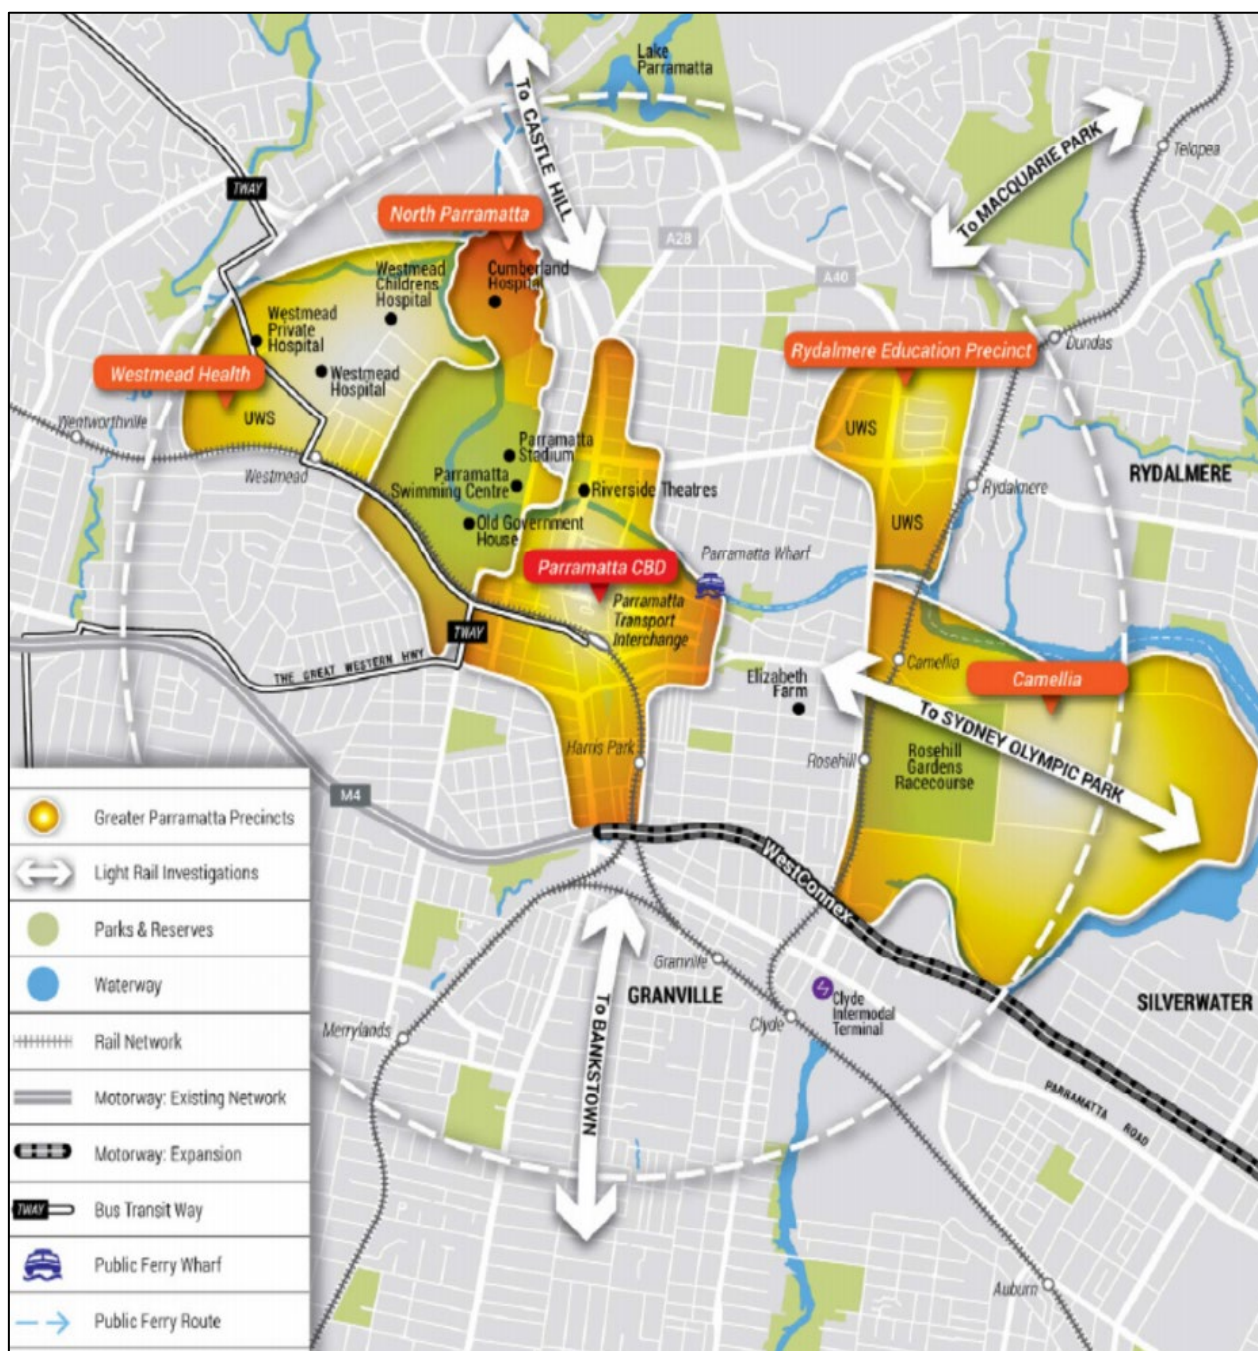 Lake
Parramatta
To CASTLE HILL
To MACQUARIE PARK
Telopea
TWAY
North Parramatta
A28
A40
Westmead
Childrens
Hospital
Cumberland
Hospital
Westmead
Private
Hospital
Westmead
Hospital
Westmead Health
UWS
Wentworthville
Westmead
Rydalmere Education Precinct
Dundas
UWS
RYDALMERE
Rydalmere
UWS
Parramatta
Stadium
Parramatta
Swimming Centre
Riverside Theatres
Old Government
House
Parramatta CBD
Parramatta Wharf
Parramatta
Transport
Interchange
TWAY
THE GREAT WESTERN HWY
Camellia
Camellia
Elizabeth
Farm
To SYDNEY OLYMPIC PARK
Harris Park
Rosehill
Rosehill
Gardens
Racecourse
M4
WestConnex
Granville
GRANVILLE
To BANKSTOWN
Merrylands
Clyde
Clyde
Intermodal
Terminal
SILVERWATER
PARRAMATTA ROAD
Auburn
Greater Parramatta Precincts
Light Rail Investigations
Parks & Reserves
Waterway
Rail Network
Motorway: Existing Network
Motorway: Expansion
TWAY
Bus Transit Way
Public Ferry Wharf
Public Ferry Route